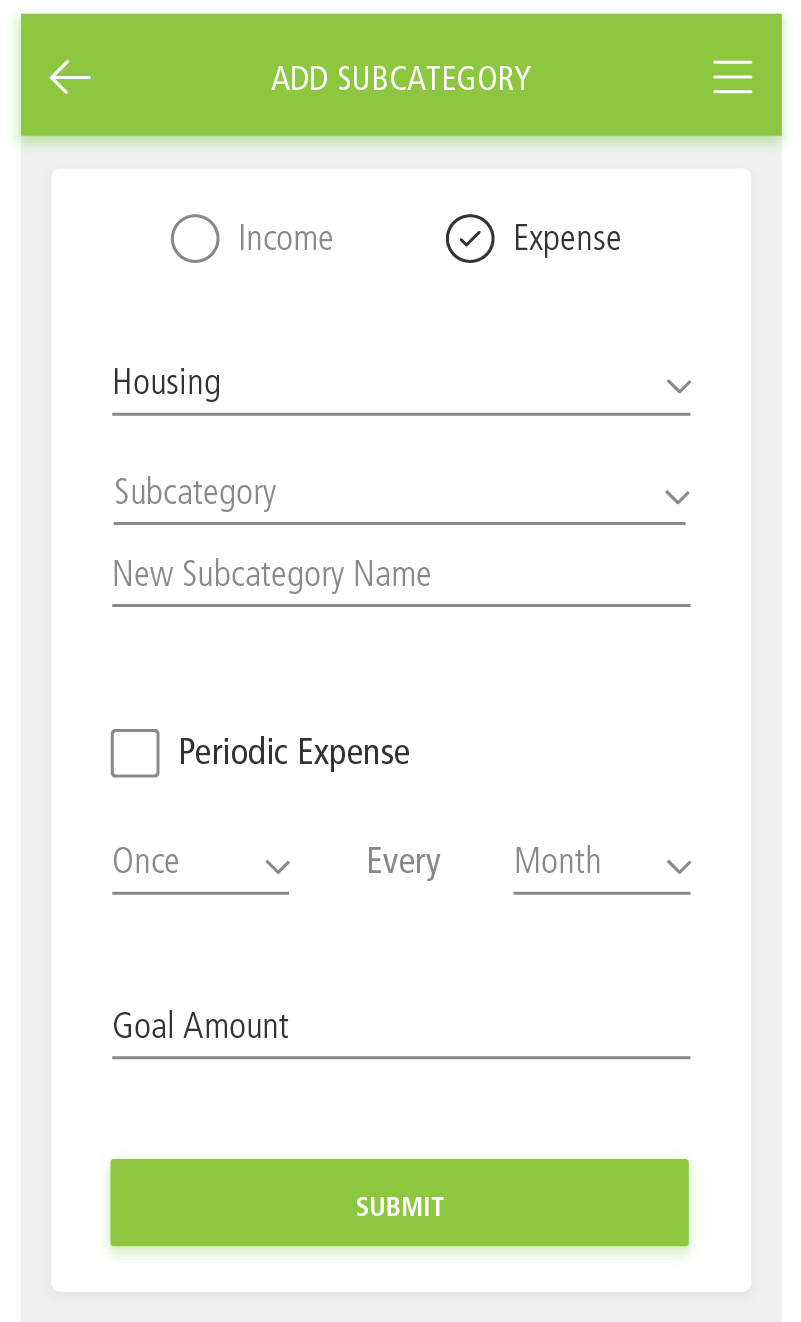 ADD SUBCATEGORY
Income Expense
Housing
Subcategory
New Subcategory Name
Periodic Expense
Once Every Month
Goal Amount
SUBMIT